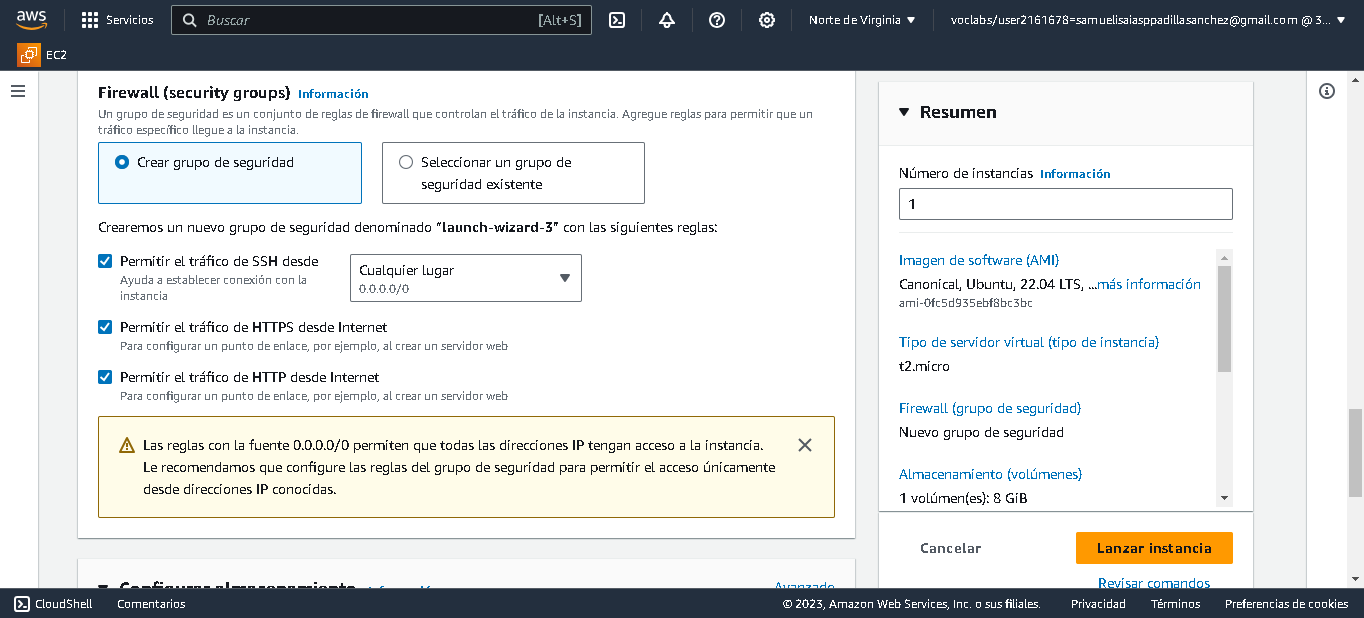 aws
Servicios
Buscar
[Alt+S]
Norte de Virginia
voclabs/user2161678=samuelisaiasppadillasanchez@gmail.com @ 3...
EC2
Firewall (security groups) Información
Un grupo de seguridad es un conjunto de reglas de firewall que controlan el tráfico de la instancia. Agregue reglas para permitir que un
tráfico específico llegue a la instancia.
Crear grupo de seguridad
Seleccionar un grupo de
seguridad existente
Crearemos un nuevo grupo de seguridad denominado "launch-wizard-3" con las siguientes reglas:
Permitir el tráfico de SSH desde
Ayuda a establecer conexión con la
instancia
Cualquier lugar
0.0.0.0/0
Permitir el tráfico de HTTPS desde Internet
Para configurar un punto de enlace, por ejemplo, al crear un servidor web
Permitir el tráfico de HTTP desde Internet
Para configurar un punto de enlace, por ejemplo, al crear un servidor web
Las reglas con la fuente 0.0.0.0/0 permiten que todas las direcciones IP tengan acceso a la instancia.
Le recomendamos que configure las reglas del grupo de seguridad para permitir el acceso únicamente
desde direcciones IP conocidas.
Configurar almacenamiento Información
Avanzado
Resumen
Número de instancias Información
1
Imagen de software (AMI)
Canonical, Ubuntu, 22.04 LTS, ...más información
ami-0fc5d935ebf8bc3bc
Tipo de servidor virtual (tipo de instancia)
t2.micro
Firewall (grupo de seguridad)
Nuevo grupo de seguridad
Almacenamiento (volúmenes)
1 volúmen(es): 8 GiB
Cancelar
Lanzar instancia
Revisar comandos
CloudShell
Comentarios
© 2023, Amazon Web Services, Inc. o sus filiales.
Privacidad
Términos
Preferencias de cookies